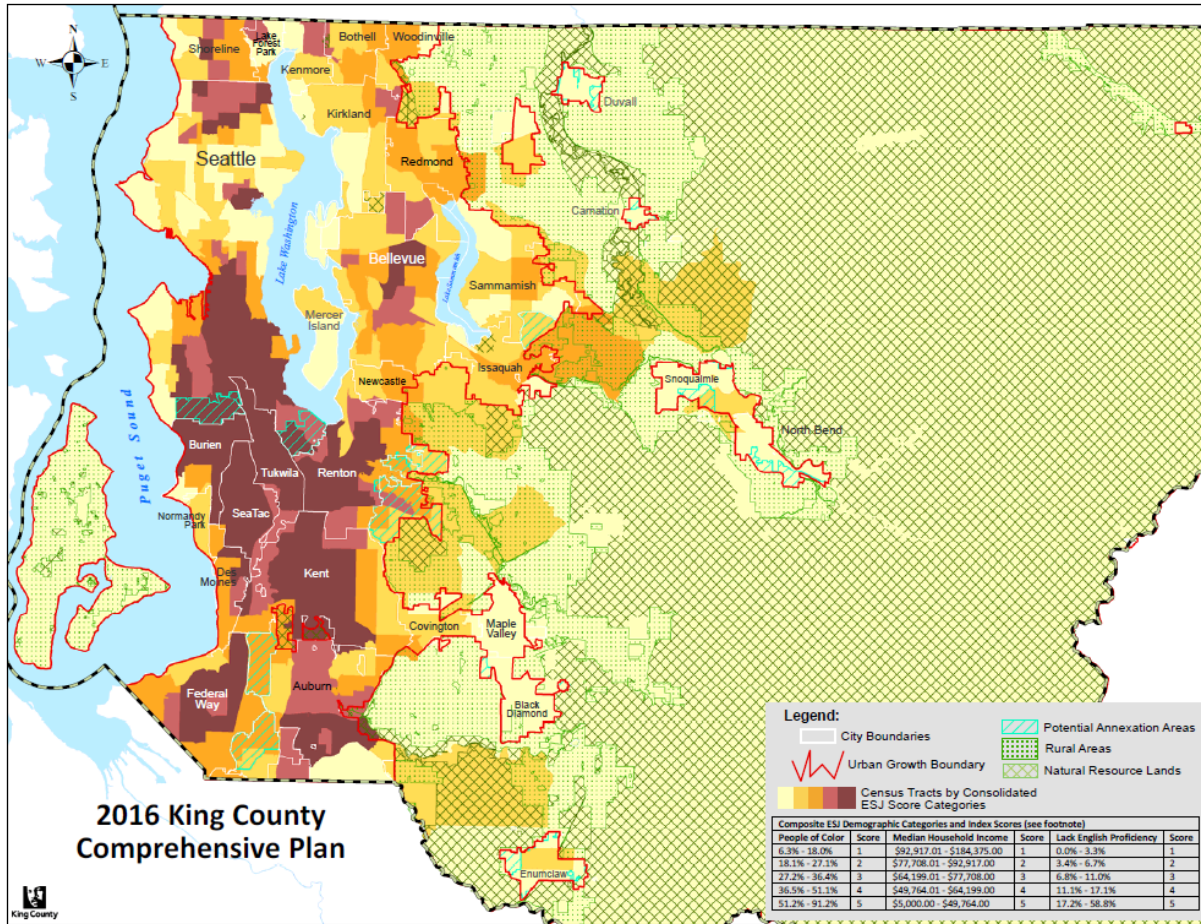 N
W E
S
Shoreline
Lake
Forest
Park
Bothell
Woodinville
Kenmore
Kirkland
Duvall
Seattle
Redmond
Carnation
Lake Washington
Bellevue
Lake Sammamish
Sammamish
Mercer
Island
Issaquah
Newcastle
Snoqualmie
North Bend
Puget Sound
Burien
Tukwila
Renton
SeaTac
Normandy
Park
Des
Moines
Kent
Covington
Maple
Valley
Federal
Way
Auburn
Black
Diamond
Enumclaw
2016 King County
Comprehensive Plan
King County
Legend:
City Boundaries
Urban Growth Boundary
Potential Annexation Areas
Rural Areas
Natural Resource Lands
Census Tracts by Consolidated
ESJ Score Categories
Composite ESJ Demographic Categories and Index Scores (see footnote)
People of Color Score Median Household Income Score Lack English Proficiency Score
6.3% - 18.0% 1 $92,917.01 - $184,375.00 1 0.0% - 3.3% 1
18.1% - 27.1% 2 $77,708.01 - $92,917.00 2 3.4% - 6.7% 2
27.2% - 36.4% 3 $64,199.01 - $77,708.00 3 6.8% - 11.0% 3
36.5% - 51.1% 4 $49,764.01 - $64,199.00 4 11.1% - 17.1% 4
51.2% - 91.2% 5 $5,000.00 - $49,764.00 5 17.2% - 58.8% 5